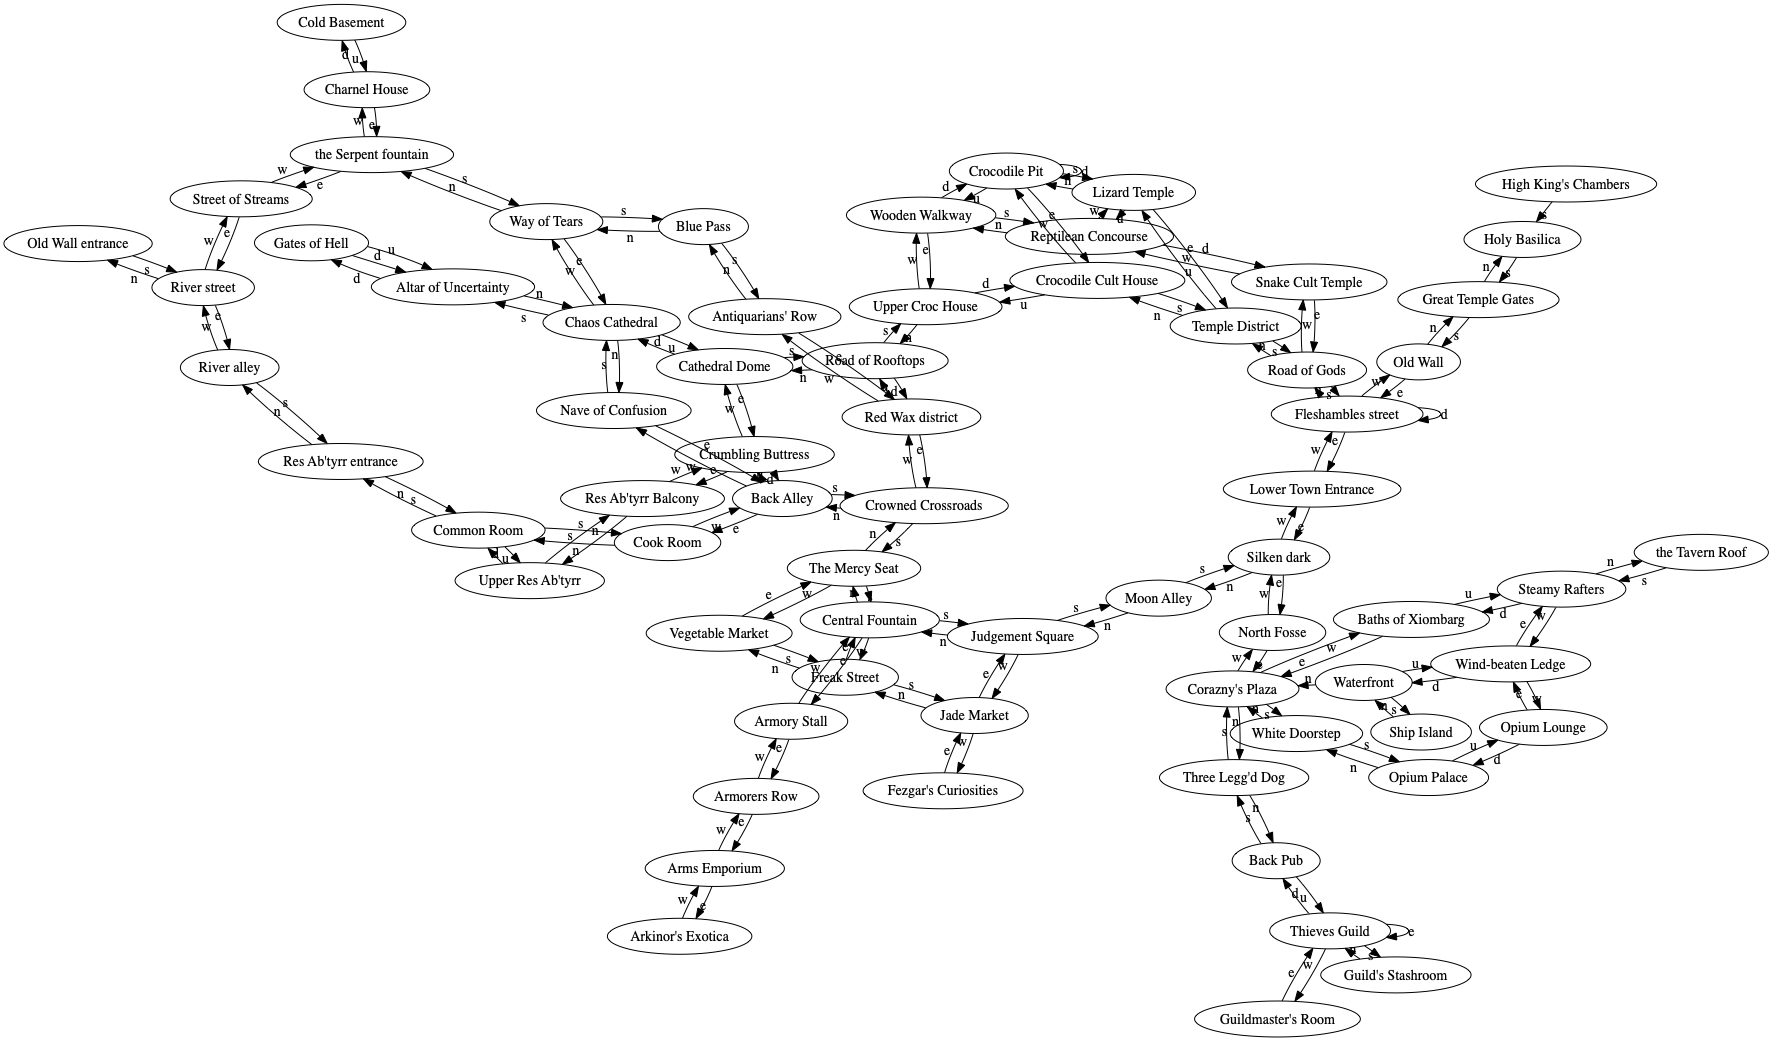 Cold Basement
d
u
Charnel House
w
e
the Serpent fountain
w
e
s
n
Street of Streams
w
e
Old Wall entrance
s
n
River street
w
e
River alley
s
n
Res Ab'tyrr entrance
n
s
Common Room
s
s
d
u
Upper Res Ab'tyrr
n
n
Res Ab'tyrr Balcony
w
e
Cook Room
w
e
Gates of Hell
u
d
d
Altar of Uncertainty
n
s
Way of Tears
s
n
e
w
Blue Pass
s
n
Chaos Cathedral
d
u
s
n
Antiquarians' Row
e
w
Cathedral Dome
s
n
w
e
Nave of Confusion
e
w
Crumbling Buttress
d
Back Alley
s
n
Road of Rooftops
s
n
d
Red Wax district
w
e
Crowned Crossroads
n
s
The Mercy Seat
e
w
Vegetable Market
s
n
Central Fountain
s
n
e
w
Freak Street
s
n
w
e
Armory Stall
w
e
Armorers Row
w
e
Arms Emporium
w
e
Arkinor's Exotica
Judgement Square
s
n
e
w
Jade Market
e
w
Fezgar's Curiosities
Moon Alley
s
n
Crocodile Pit
s
d
n
Lizard Temple
d
u
Wooden Walkway
s
n
w
e
Reptilean Concourse
w
d
e
w
d
w
e
u
Crocodile Cult House
d
u
s
n
Upper Croc House
Snake Cult Temple
w
e
Temple District
n
s
Road of Gods
s
High King's Chambers
s
Holy Basilica
n
s
Great Temple Gates
n
s
Old Wall
w
e
Fleshambles street
d
w
e
Lower Town Entrance
w
e
Silken dark
w
e
North Fosse
w
e
Corazny's Plaza
w
e
n
n
s
s
n
the Tavern Roof
n
s
Steamy Rafters
u
d
Baths of Xiombarg
e
w
Wind-beaten Ledge
u
d
Waterfront
n
s
Ship Island
e
w
Opium Lounge
u
d
White Doorstep
s
n
Opium Palace
Three Legg'd Dog
n
s
Back Pub
d
u
Thieves Guild
e
n
s
Guild's Stashroom
e
w
Guildmaster's Room